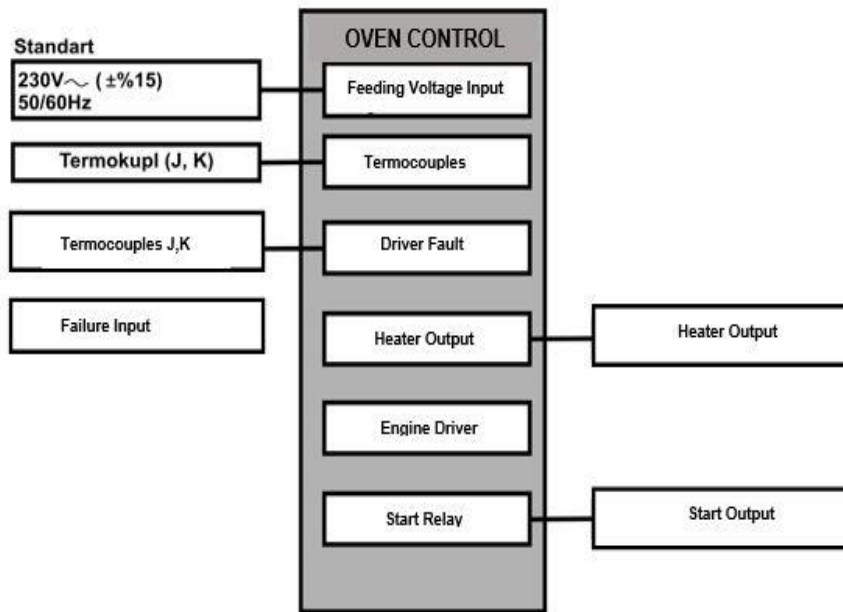 OVEN CONTROL
Standart
230V～ (±%15)
50/60Hz
Feeding Voltage Input
Termokupl (J, K)
Termocouples
Termocouples J,K
Driver Fault
Failure Input
Heater Output
Heater Output
Engine Driver
Start Relay
Start Output